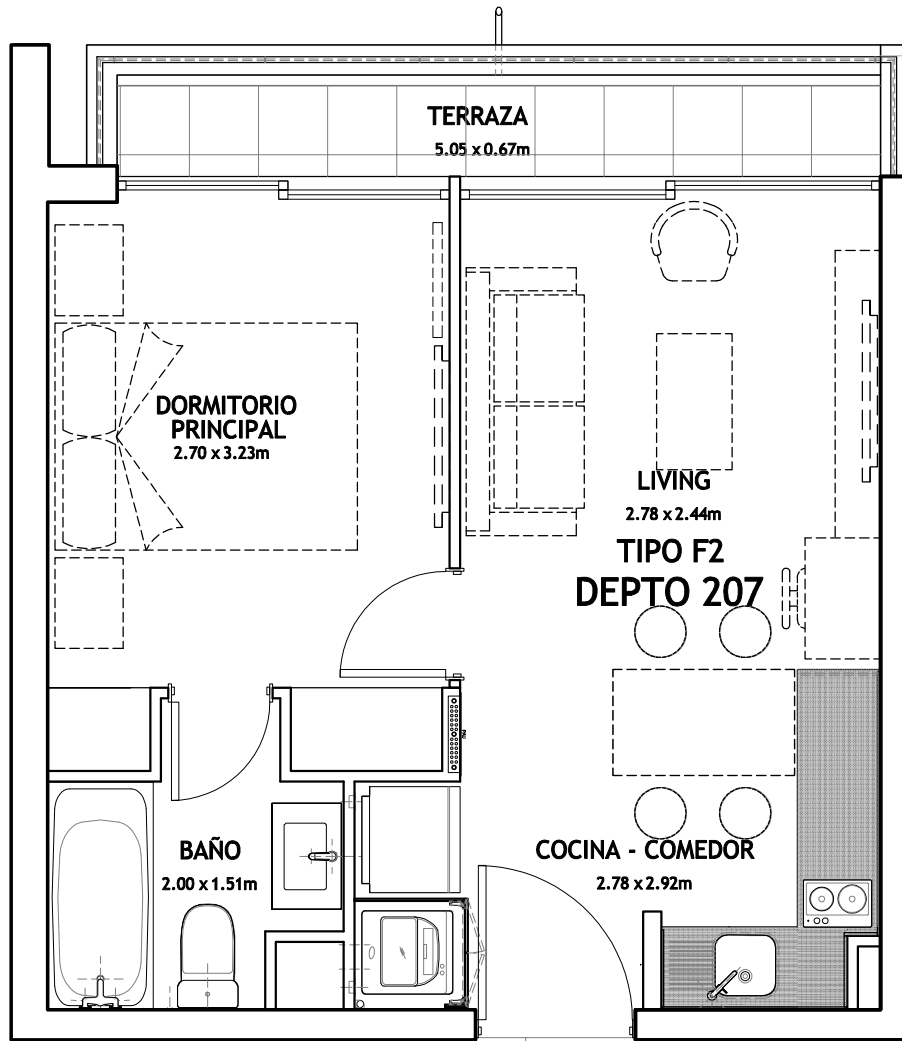 TERRAZA
5.05 x 0.67m
DORMITORIO
PRINCIPAL
2.70 x 3.23m
LIVING
2.78 x 2.44m
TIPO F2
DEPTO 207
BAÑO
2.00 x 1.51m
COCINA - COMEDOR
2.78 x 2.92m